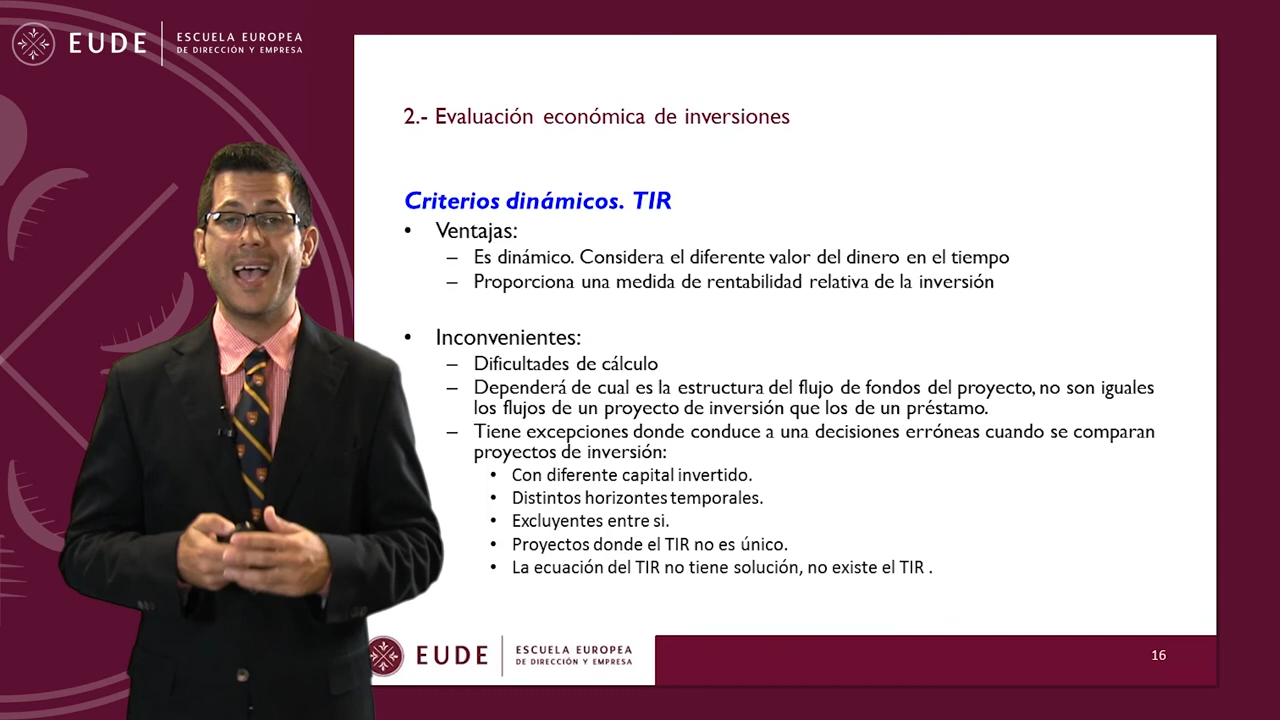 EUDE
ESCUELA EUROPEA
DE DIRECCIÓN Y EMPRESA
2.- Evaluación económica de inversiones
Criterios dinámicos. TIR
• Ventajas:
– Es dinámico. Considera el diferente valor del dinero en el tiempo
– Proporciona una medida de rentabilidad relativa de la inversión
• Inconvenientes:
– Dificultades de cálculo
– Dependerá de cual es la estructura del flujo de fondos del proyecto, no son iguales
los flujos de un proyecto de inversión que los de un préstamo.
– Tiene excepciones donde conduce a una decisiones erróneas cuando se comparan
proyectos de inversión:
• Con diferente capital invertido.
• Distintos horizontes temporales.
• Excluyentes entre si.
• Proyectos donde el TIR no es único.
• La ecuación del TIR no tiene solución, no existe el TIR .
EUDE
ESCUELA EUROPEA
DE DIRECCIÓN Y EMPRESA
16